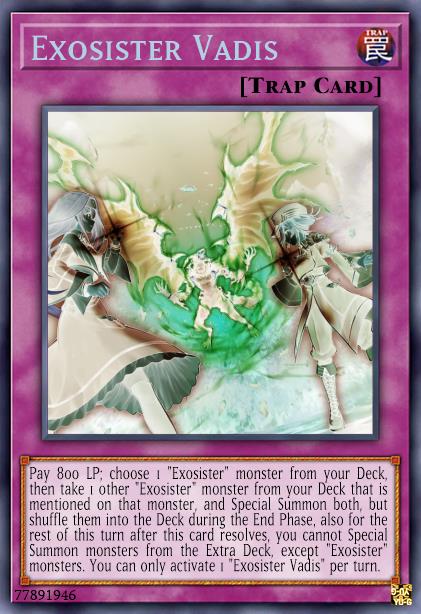 Exosister Vadis
TRAP
罠
[Trap Card]
Pay 800 LP; choose 1 "Exosister" monster from your Deck,
then take 1 other "Exosister" monster from your Deck that is
mentioned on that monster, and Special Summon both, but
shuffle them into the Deck during the End Phase, also for the
rest of this turn after this card resolves, you cannot Special
Summon monsters from the Extra Deck, except "Exosister"
monsters. You can only activate 1 "Exosister Vadis" per turn.
77891946